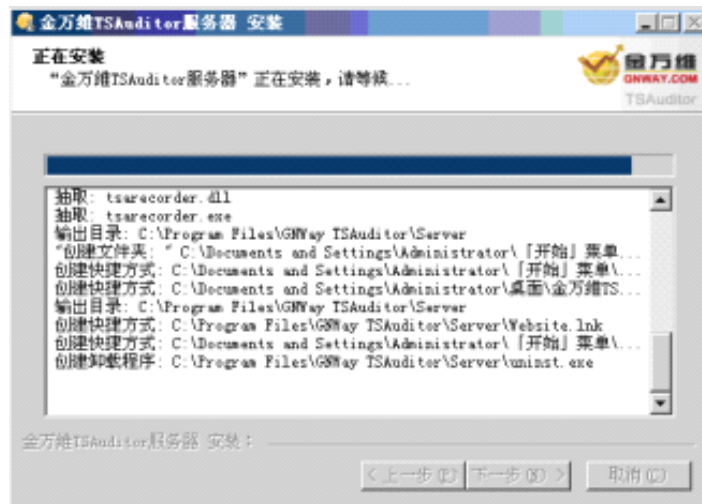 金万维TSAuditor服务器 安装
正在安装
“金万维TSAuditor服务器”正在安装，请等候...
金万维
GNWAY.COM
TSAuditor
抽取: tsarecorder.dll
抽取: tsarecorder.exe
输出目录: C:\Program Files\GNWay TSAuditor\Server
“创建文件夹: ” C:\Documents and Settings\Administrator\「开始」菜单...
创建快捷方式: C:\Documents and Settings\Administrator\「开始」菜单\...
创建快捷方式: C:\Documents and Settings\Administrator\桌面\金万维TS...
输出目录: C:\Program Files\GNWay TSAuditor\Server
创建快捷方式: C:\Program Files\GNWay TSAuditor\Server\Website.lnk
创建快捷方式: C:\Documents and Settings\Administrator\「开始」菜单\...
创建卸载程序: C:\Program Files\GNWay TSAuditor\Server\uninst.exe
金万维TSAuditor服务器 安装:
< 上一步(P) 下一步(N) > 取消(C)